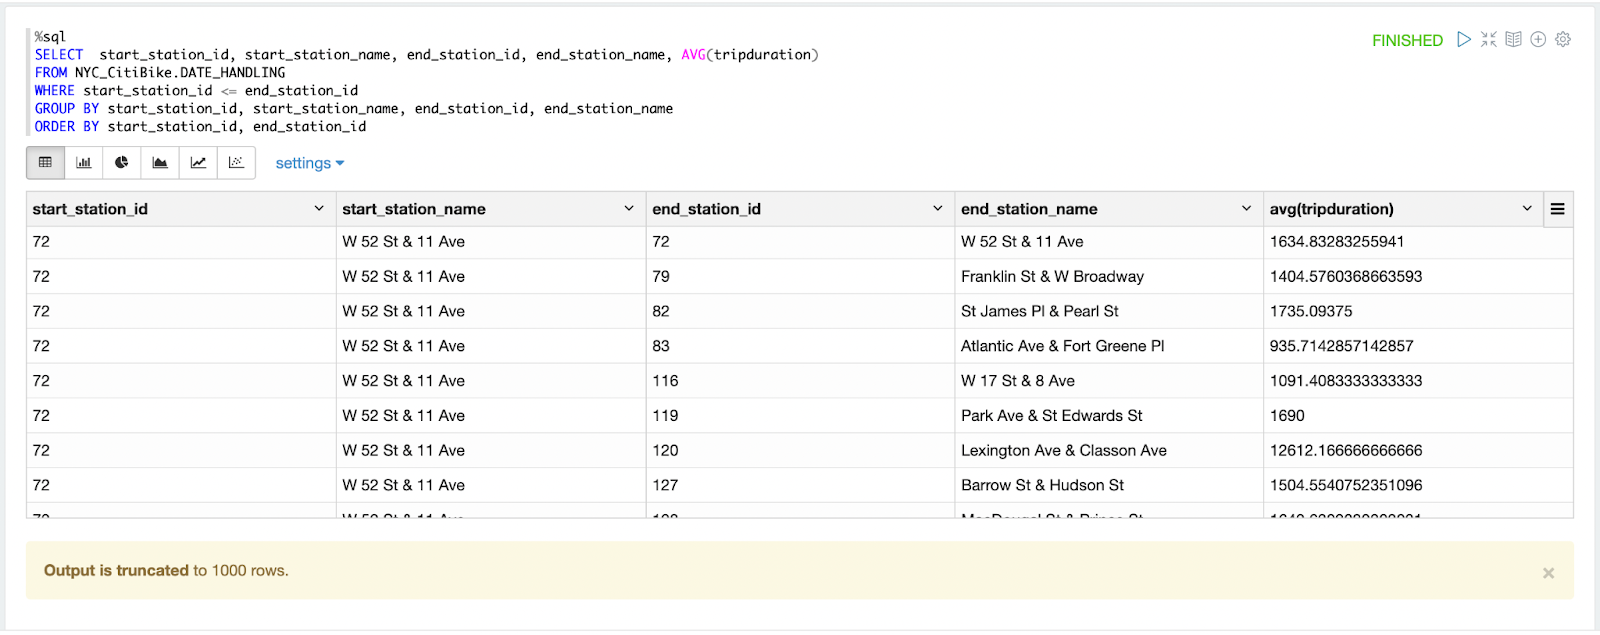 %sql
SELECT  start_station_id, start_station_name, end_station_id, end_station_name, AVG(tripduration)
FINISHED
FROM NYC_CitiBike.DATE_HANDLING
WHERE start_station_id <= end_station_id
GROUP BY start_station_id, start_station_name, end_station_id, end_station_name
ORDER BY start_station_id, end_station_id
settings
start_station_id start_station_name end_station_id end_station_name avg(tripduration)
72 W 52 St & 11 Ave 72 W 52 St & 11 Ave 1634.83283255941
72 W 52 St & 11 Ave 79 Franklin St & W Broadway 1404.5760368663593
72 W 52 St & 11 Ave 82 St James Pl & Pearl St 1735.09375
72 W 52 St & 11 Ave 83 Atlantic Ave & Fort Greene Pl 935.7142857142857
72 W 52 St & 11 Ave 116 W 17 St & 8 Ave 1091.4083333333333
72 W 52 St & 11 Ave 119 Park Ave & St Edwards St 1690
72 W 52 St & 11 Ave 120 Lexington Ave & Classon Ave 12612.166666666666
72 W 52 St & 11 Ave 127 Barrow St & Hudson St 1504.5540752351096
72 W 52 St & 11 Ave
Output is truncated to 1000 rows.